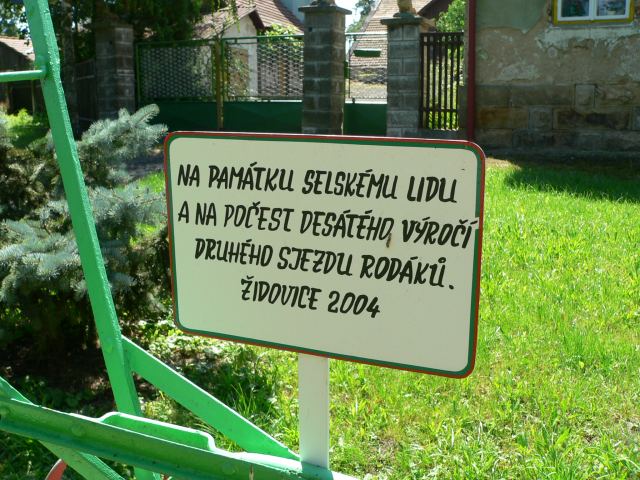 NA PAMÁTKU SELSKÉMU LIDU
A NA POČEST DESÁTÉHO VÝROČÍ
DRUHÉHO SJEZDU RODÁKŮ.
ŽIDOVICE 2004